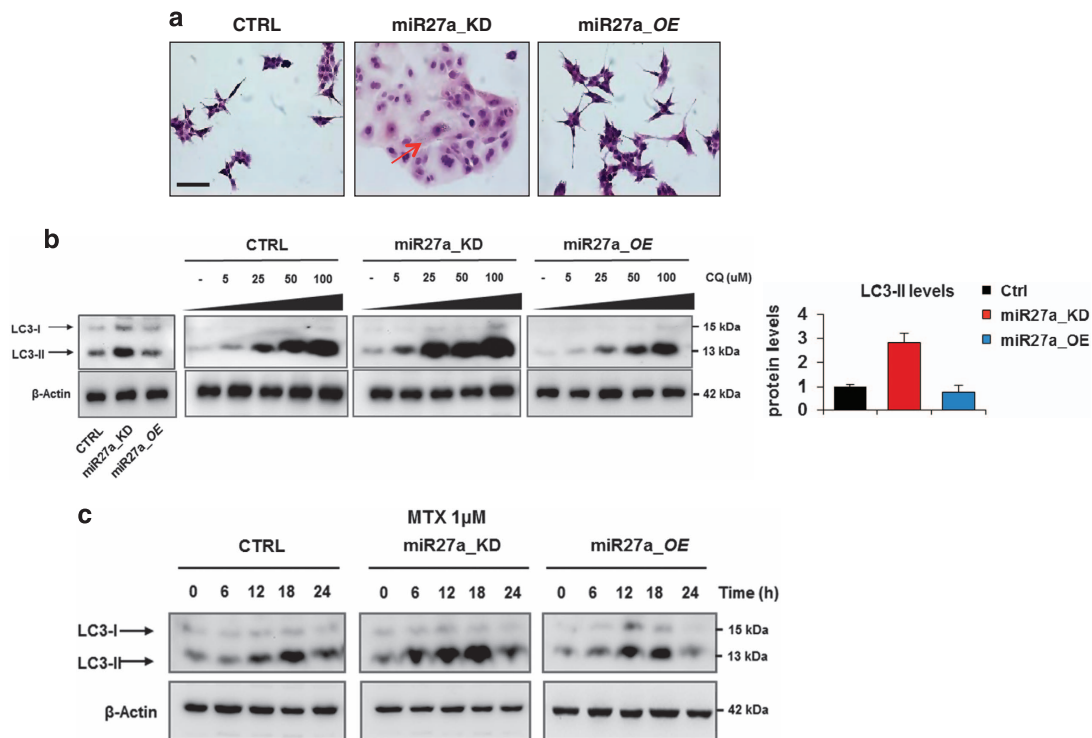 a
CTRL miR27a_KD miR27a_OE
b
CTRL miR27a_KD miR27a_OE
- 5 25 50 100 - 5 25 50 100 - 5 25 50 100 CQ (uM)
LC3-I 15 kDa
LC3-II 13 kDa
β-Actin 42 kDa
CTRL miR27a_KD miR27a_OE
LC3-II levels
protein levels
4
3
2
1
0
Ctrl
miR27a_KD
miR27a_OE
c
MTX 1µM
CTRL miR27a_KD miR27a_OE
0 6 12 18 24 0 6 12 18 24 0 6 12 18 24 Time (h)
LC3-I 15 kDa
LC3-II 13 kDa
β-Actin 42 kDa